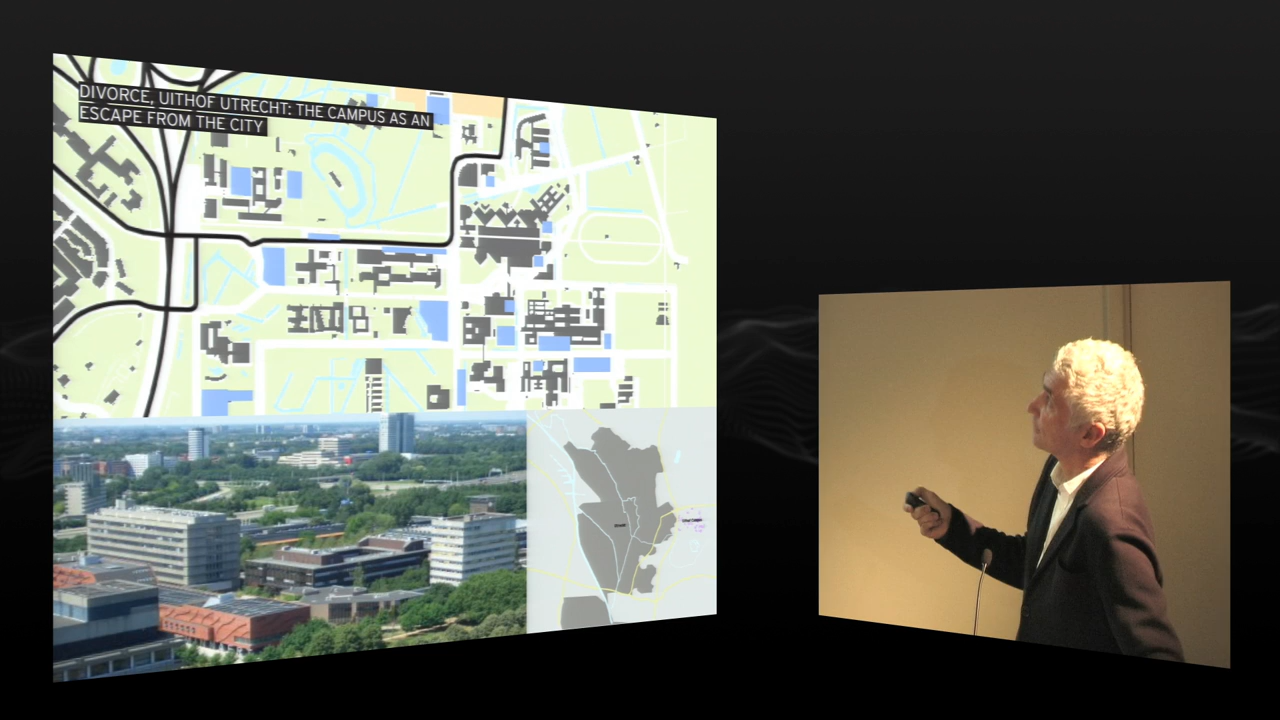 DIVORCE, UITHOF UTRECHT: THE CAMPUS AS AN
ESCAPE FROM THE CITY